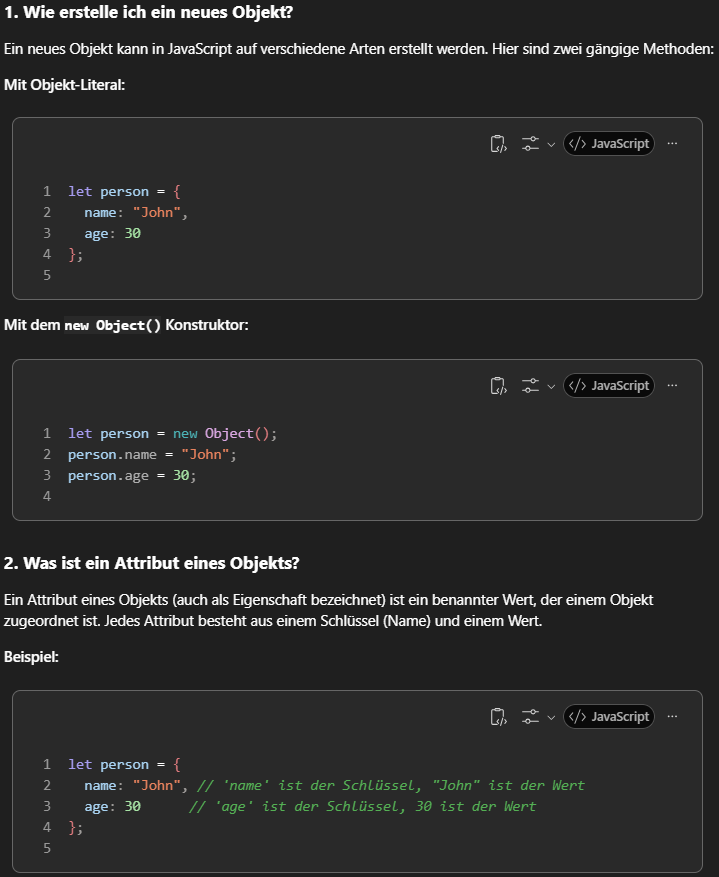 1. Wie erstelle ich ein neues Objekt?
Ein neues Objekt kann in JavaScript auf verschiedene Arten erstellt werden. Hier sind zwei gängige Methoden:
Mit Objekt-Literal:
</> JavaScript ...
1 let person = {
2   name: "John",
3   age: 30
4 };
5
Mit dem new Object() Konstruktor:
</> JavaScript ...
1 let person = new Object();
2 person.name = "John";
3 person.age = 30;
4
2. Was ist ein Attribut eines Objekts?
Ein Attribut eines Objekts (auch als Eigenschaft bezeichnet) ist ein benannter Wert, der einem Objekt
zugeordnet ist. Jedes Attribut besteht aus einem Schlüssel (Name) und einem Wert.
Beispiel:
</> JavaScript ...
1 let person = {
2   name: "John", // 'name' ist der Schlüssel, "John" ist der Wert
3   age: 30      // 'age' ist der Schlüssel, 30 ist der Wert
4 };
5